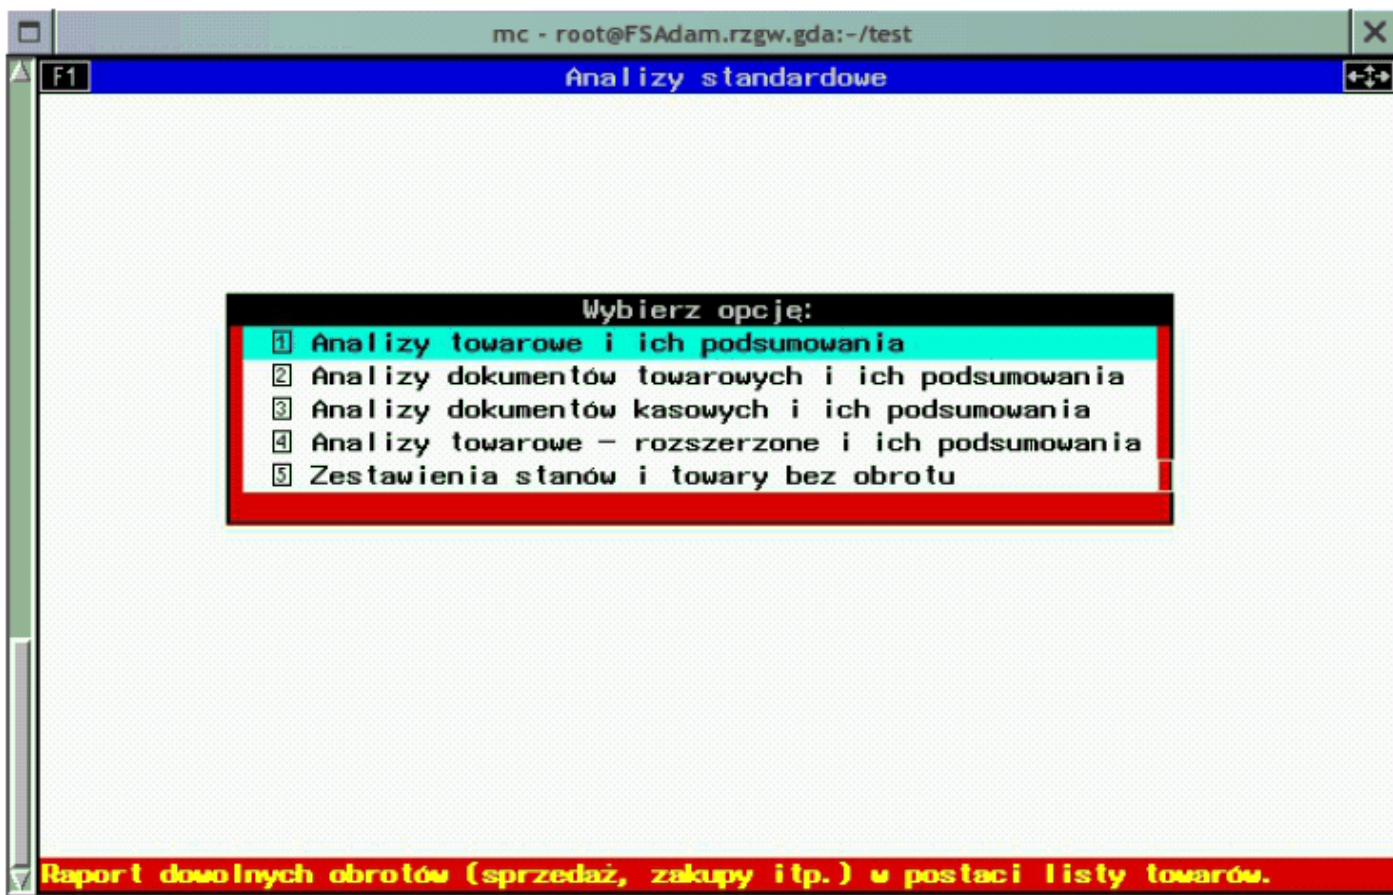 mc - root@FSAdam.rzgw.gda:~/test
F1 Analizy standardowe
Wybierz opcję:
1 Analizy towarowe i ich podsumowania
2 Analizy dokumentów towarowych i ich podsumowania
3 Analizy dokumentów kasowych i ich podsumowania
4 Analizy towarowe – rozszerzone i ich podsumowania
5 Zestawienia stanów i towary bez obrotu
Raport dowolnych obrotów (sprzedaż, zakupy itp.) w postaci listy towarów.